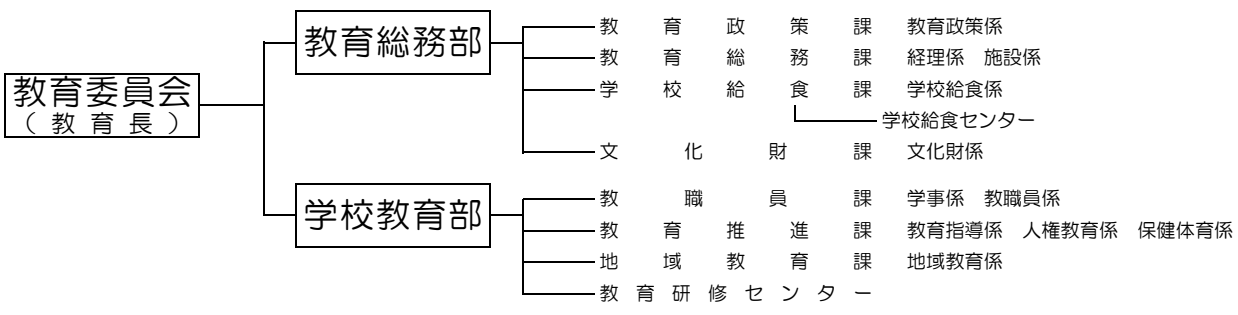 教育委員会
（教育長）
教育総務部
教育政策課 教育政策係
教育総務課 経理係 施設係
学校給食課 学校給食係
学校給食センター
文化財課 文化財係
学校教育部
教職員課 学事係 教職員係
教育推進課 教育指導係 人権教育係 保健体育係
地域教育課 地域教育係
教育研修センター